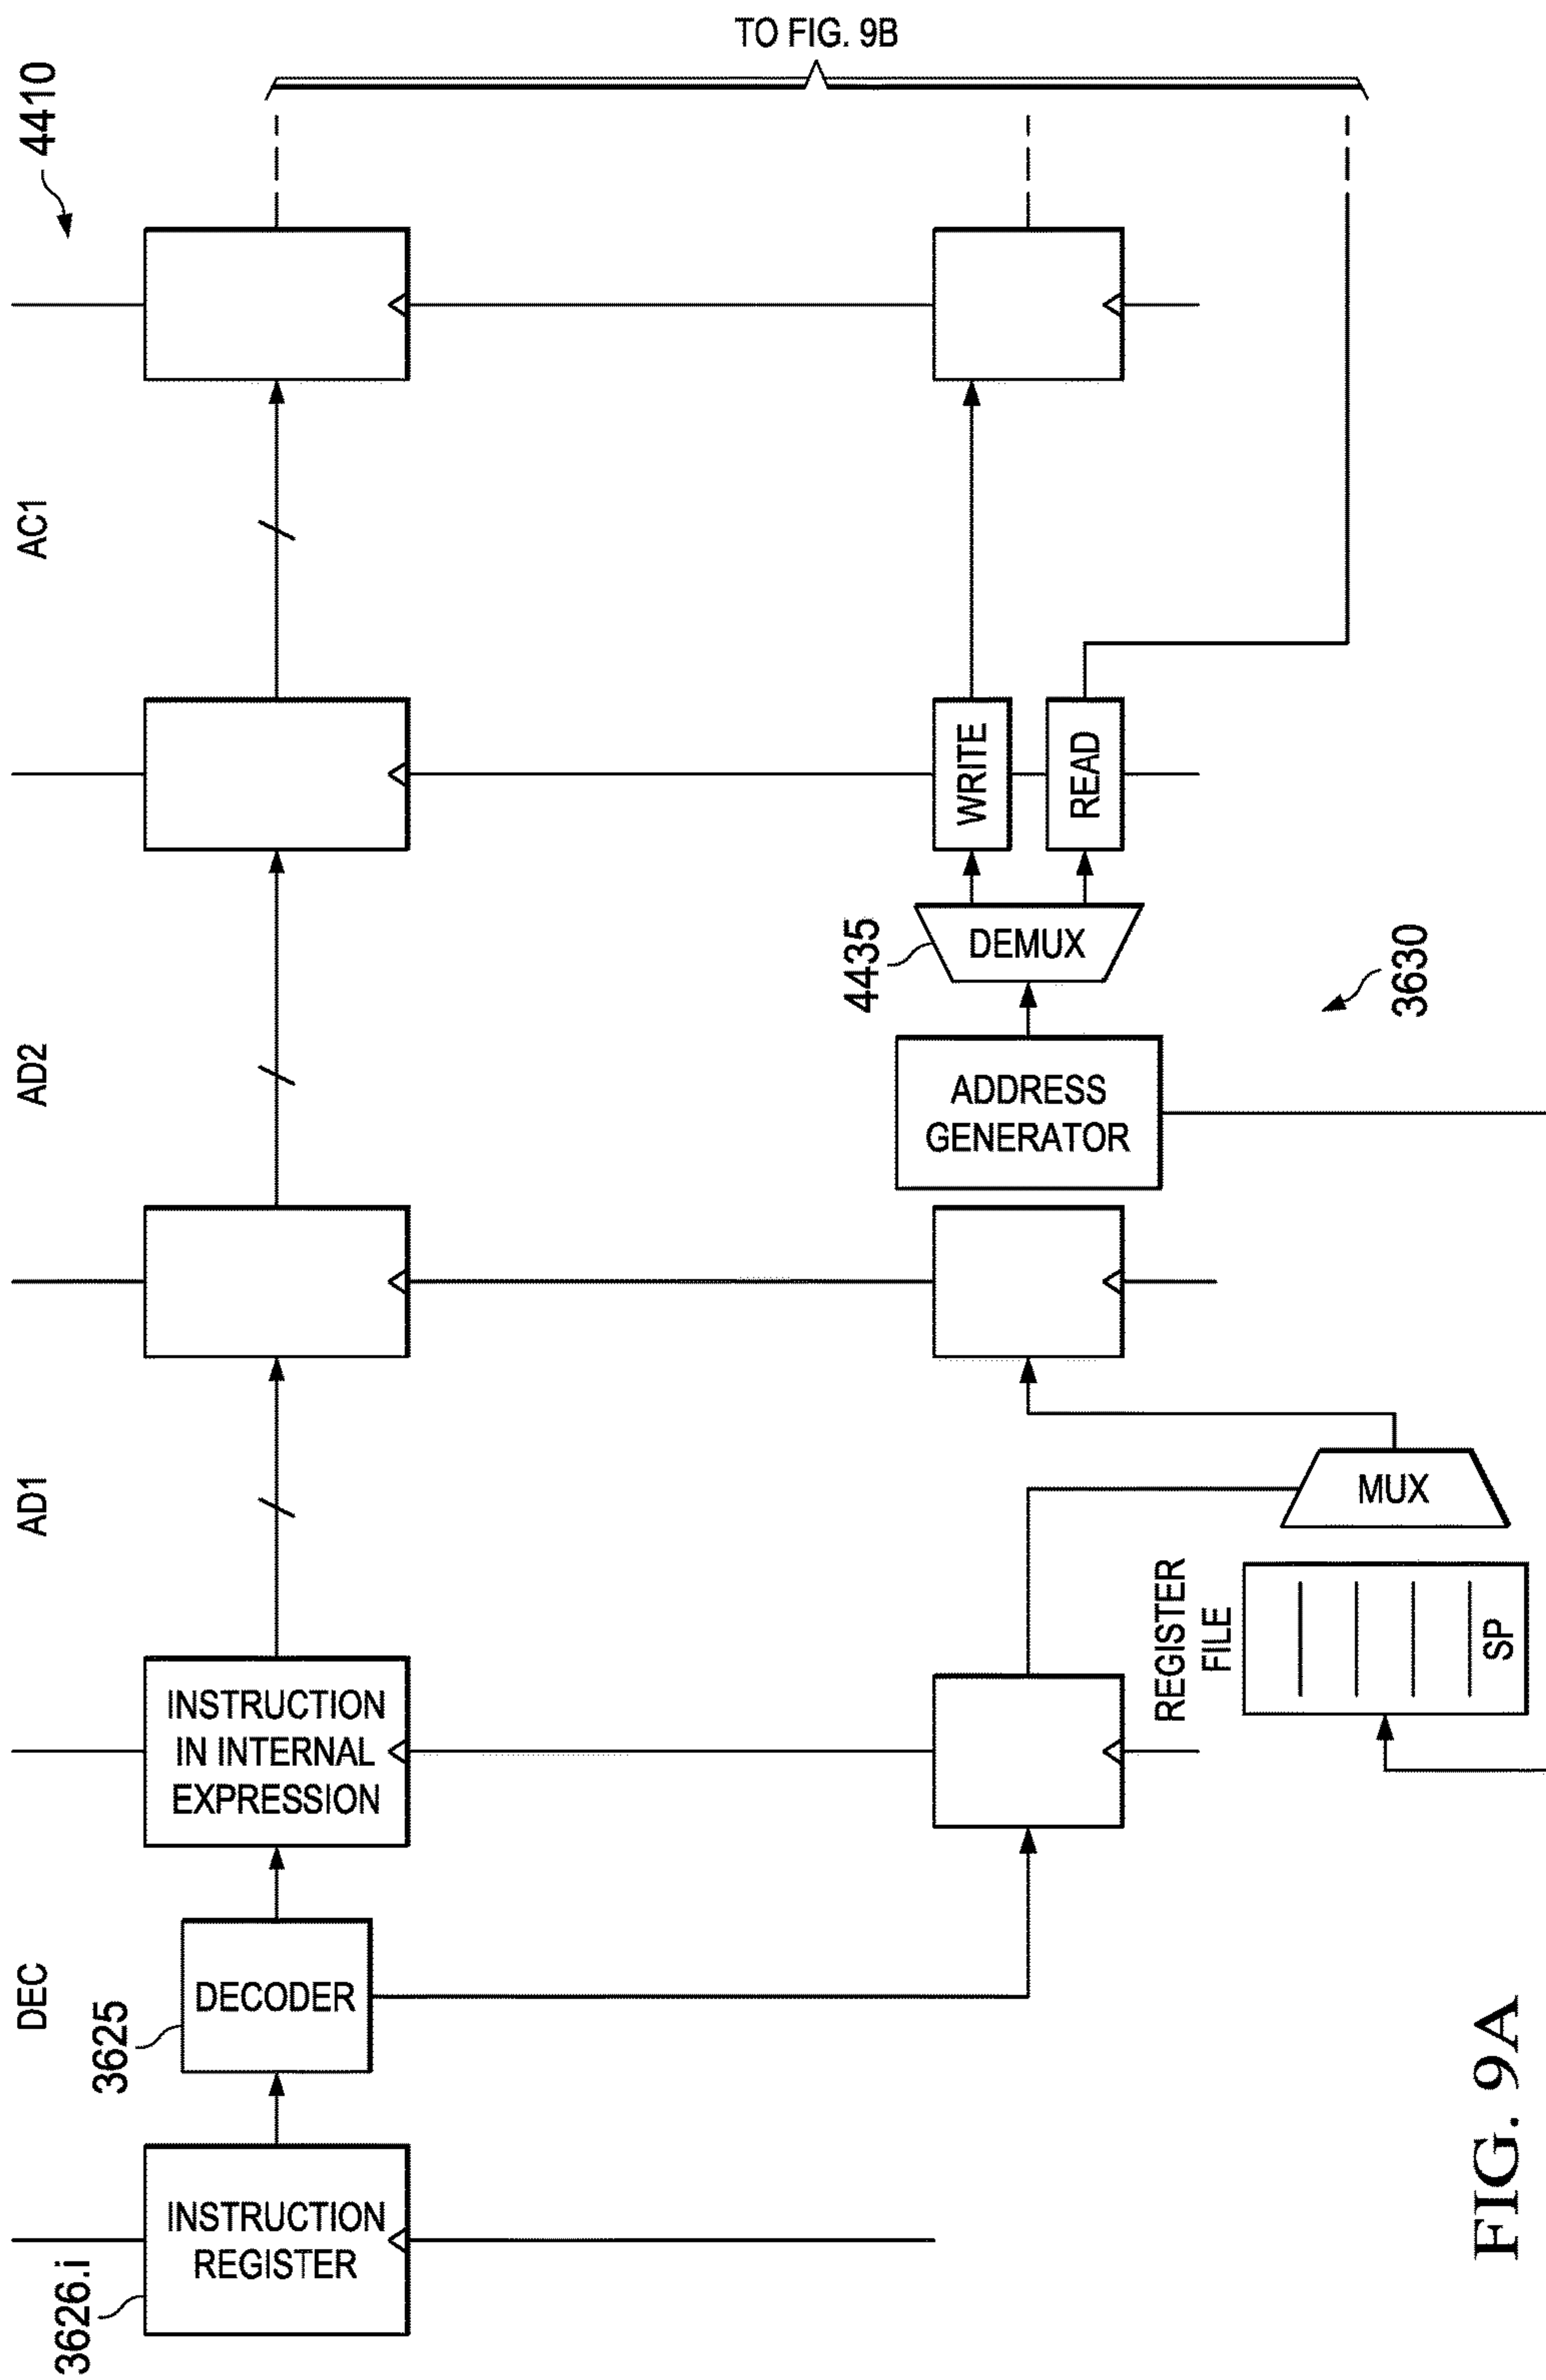 TO FIG. 9B
4410
DEC
AD1
AD2
AC1
3626.i
INSTRUCTION
REGISTER
3625
DECODER
INSTRUCTION
IN INTERNAL
EXPRESSION
REGISTER
FILE
SP
MUX
ADDRESS
GENERATOR
4435
DEMUX
WRITE
READ
3630
FIG. 9A